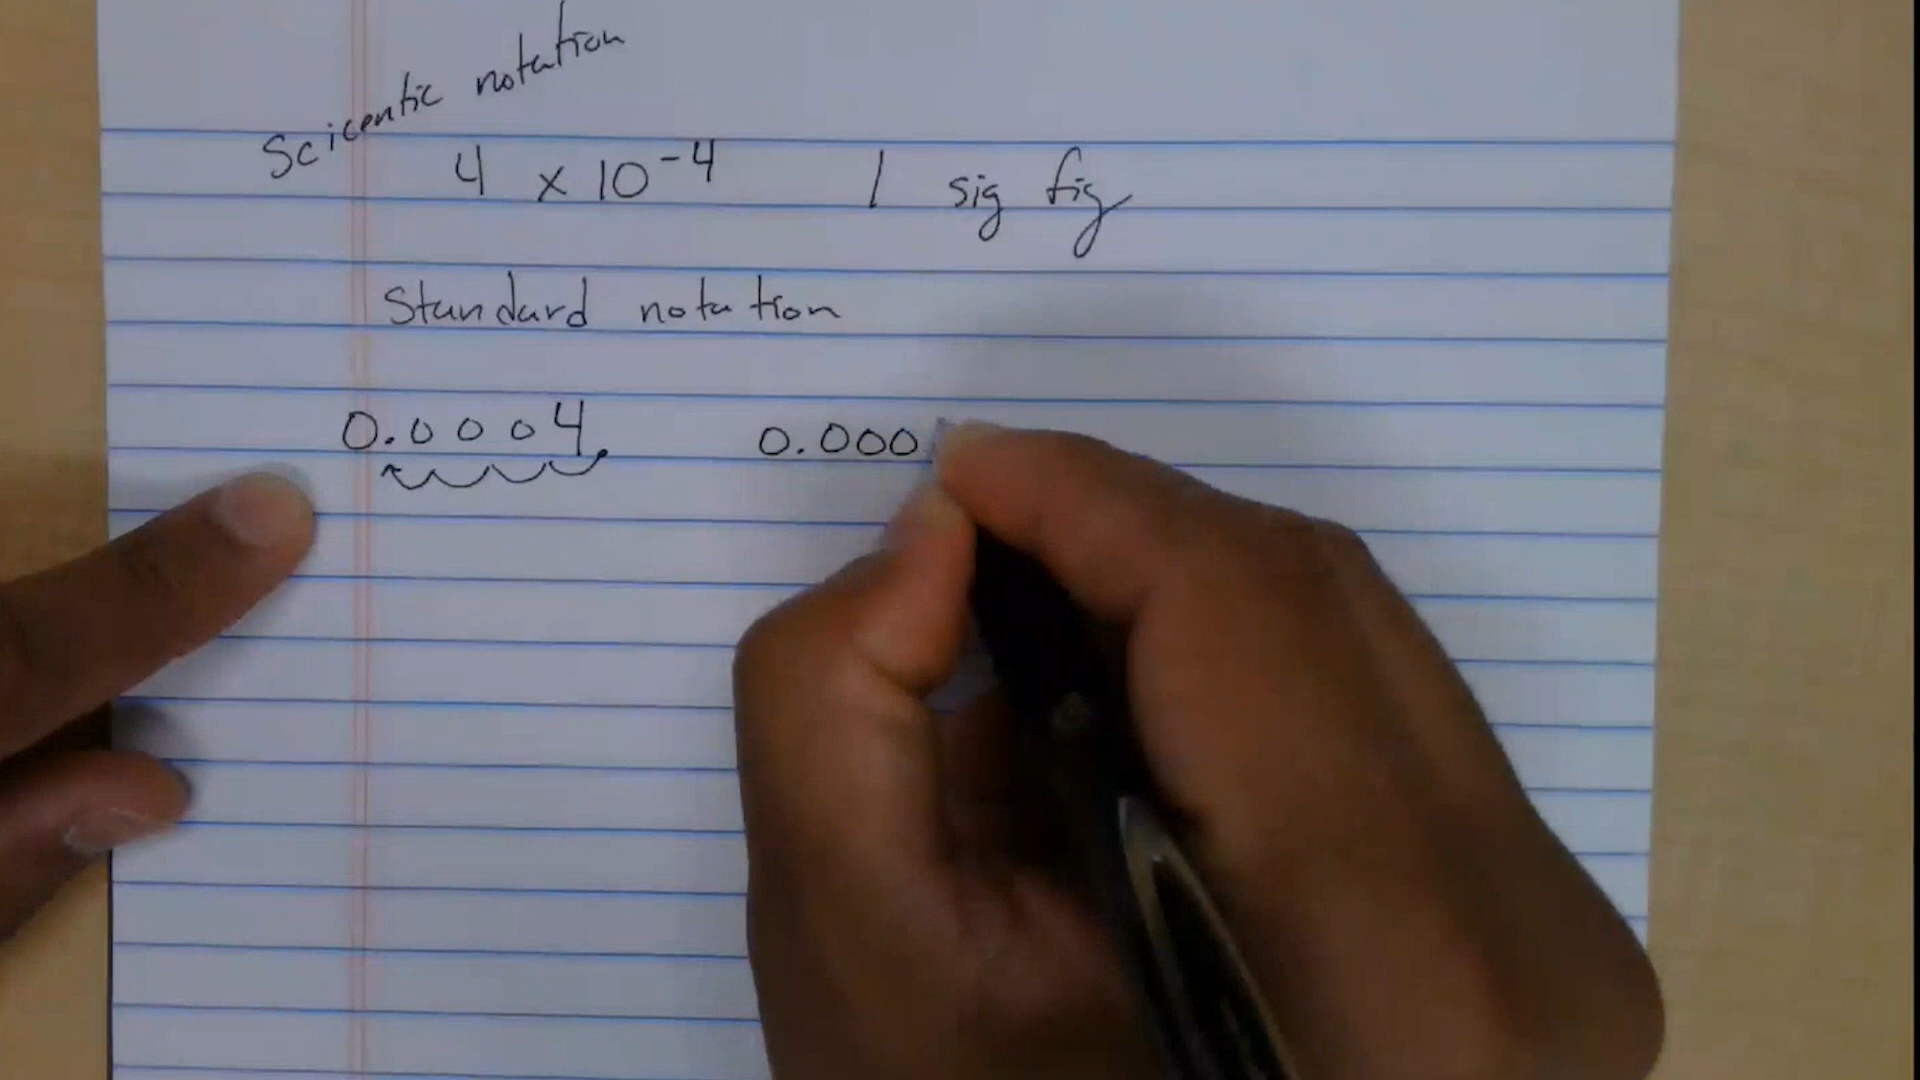 Scicentic notation
4 x 10⁻⁴ 1 sig fig
Standard notation
0.0004. 0.000